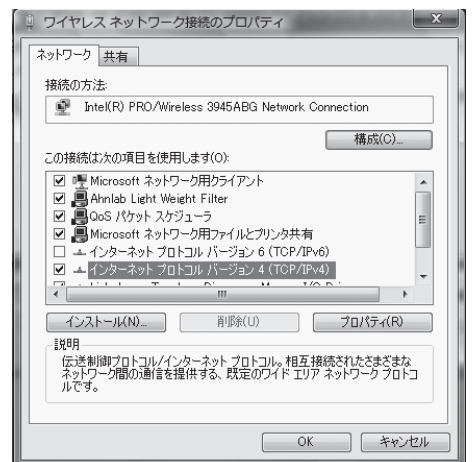 ワイヤレス ネットワーク接続のプロパティ
ネットワーク 共有
接続の方法:
Intel(R) PRO/Wireless 3945ABG Network Connection
構成(C)...
この接続は次の項目を使用します(O):
Microsoft ネットワーク用クライアント
Ahnlab Light Weight Filter
QoS パケット スケジューラ
Microsoft ネットワーク用ファイルとプリンタ共有
インターネット プロトコル バージョン 6 (TCP/IPv6)
インターネット プロトコル バージョン 4 (TCP/IPv4)
インストール(N)... 削除(U) プロパティ(R)
説明
伝送制御プロトコル/インターネット プロトコル。相互接続されたさまざまな
ネットワーク間の通信を提供する、既定のワイド エリア ネットワーク プロトコ
ルです。
OK キャンセル